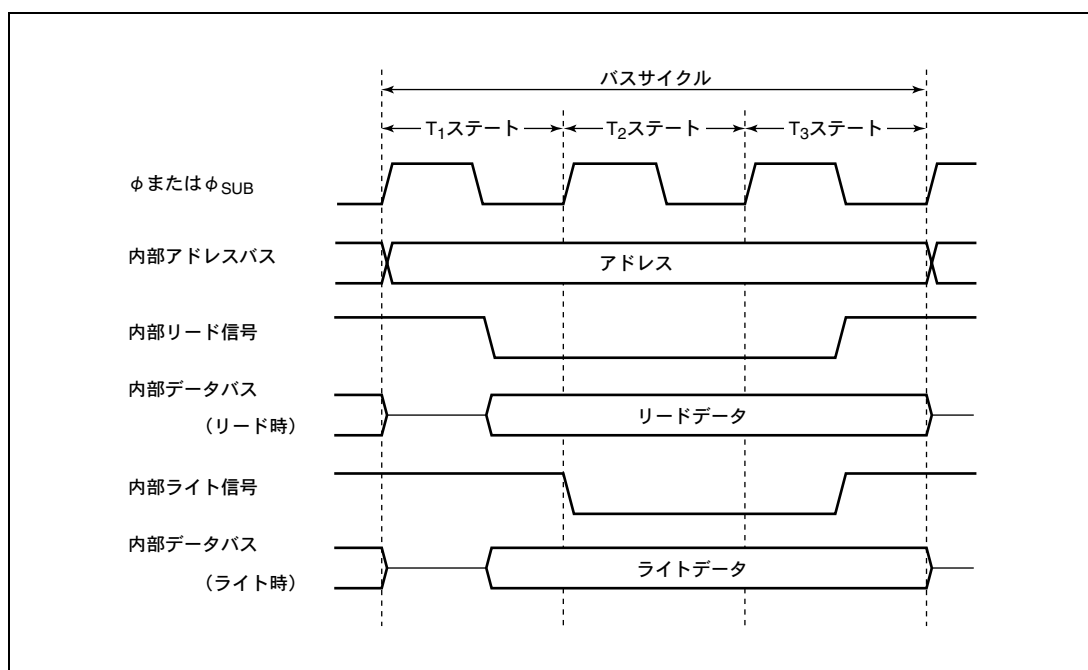 バスサイクル
T1ステート T2ステート T3ステート
φまたはφSUB
内部アドレスバス アドレス
内部リード信号
内部データバス
（リード時） リードデータ
内部ライト信号
内部データバス
（ライト時） ライトデータ